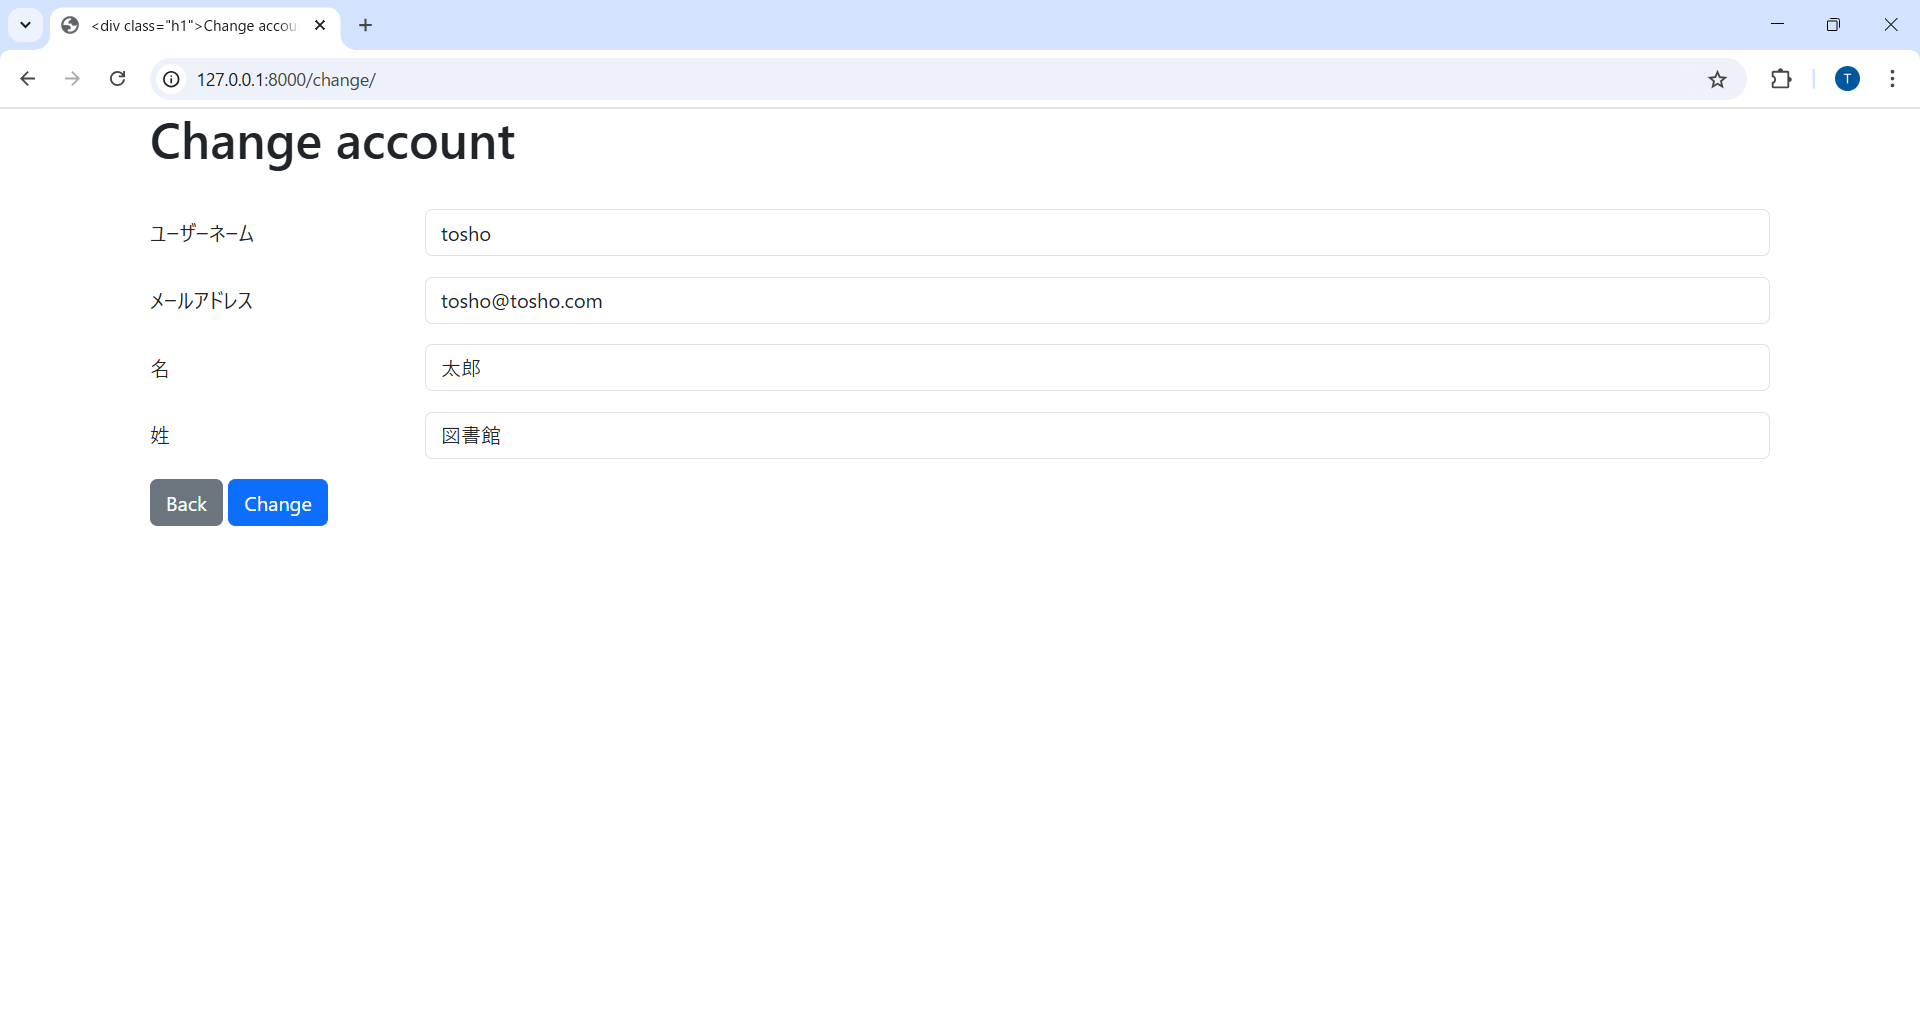 <div class="h1">Change accou
127.0.0.1:8000/change/
T
Change account
ユーザーネーム
tosho
メールアドレス
tosho@tosho.com
名
太郎
姓
図書館
Back Change